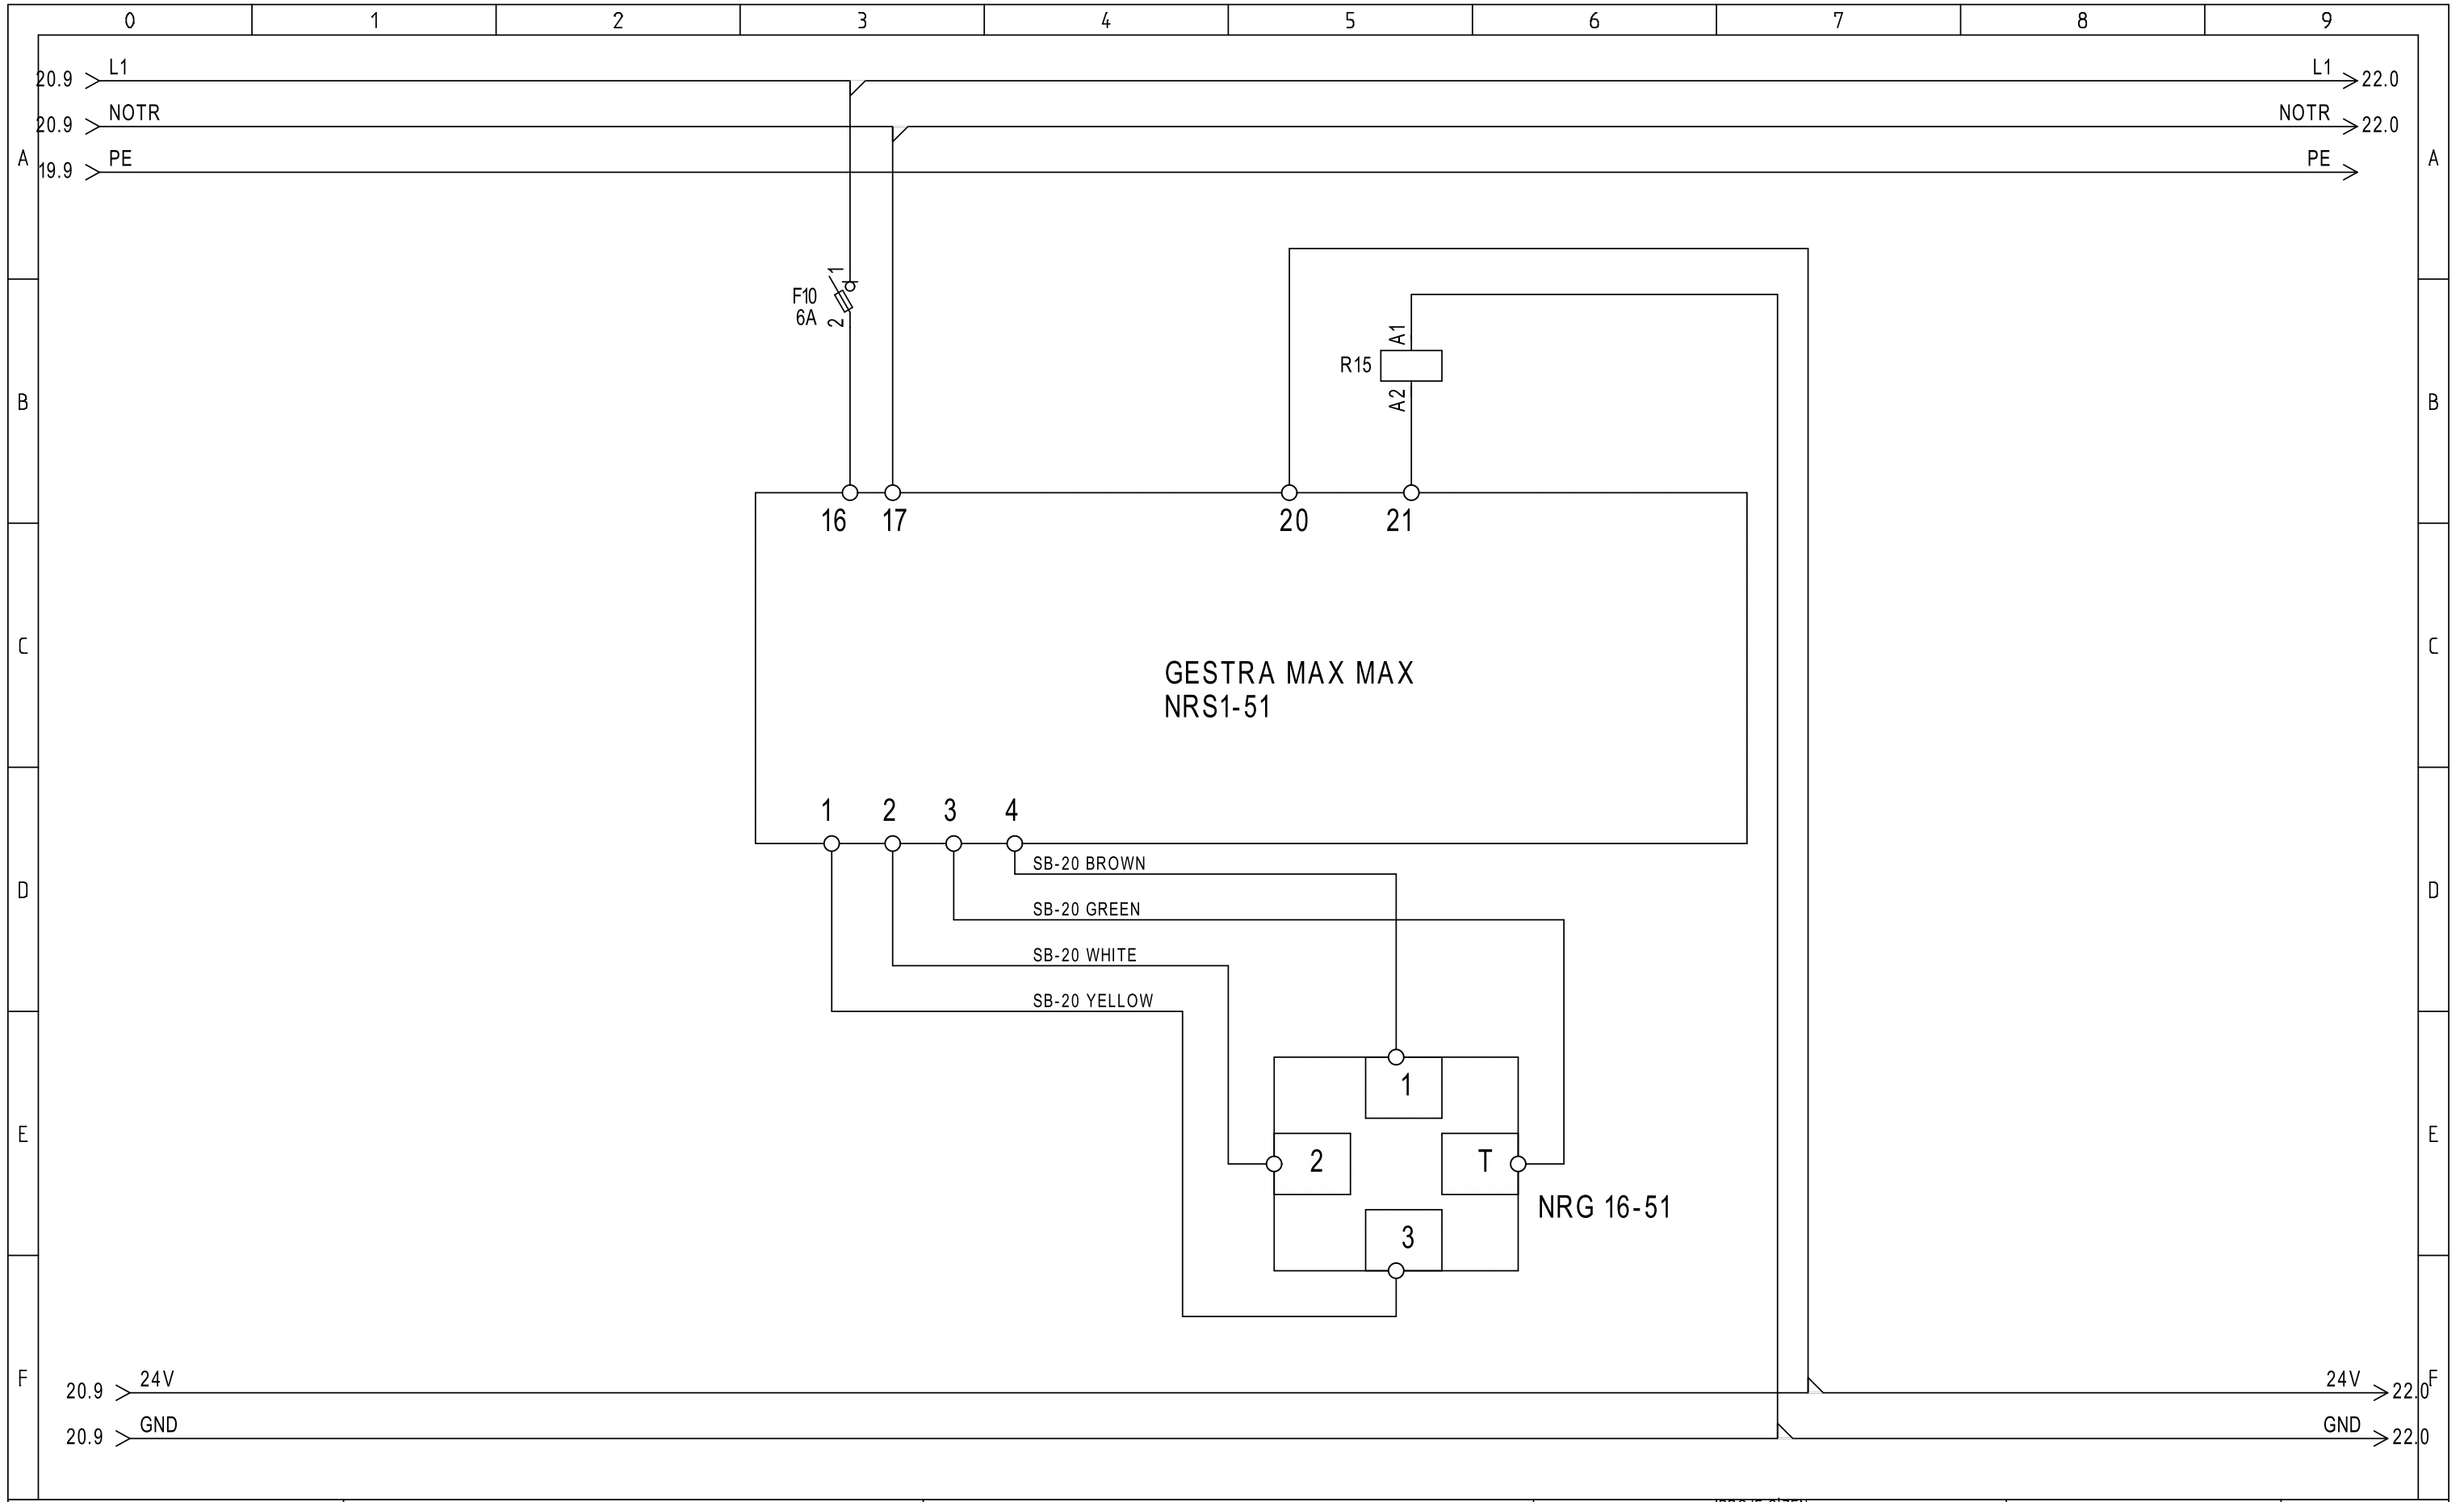 0 1 2 3 4 5 6 7 8 9
L1 L1
20.9 22.0
NOTR NOTR
20.9 22.0
A PE PE A
19.9
F10 1
6A 2
A1
R15
A2
B B
16 17 20 21
C C
GESTRA MAX MAX
NRS1-51
1 2 3 4
SB-20 BROWN
D D
SB-20 GREEN
SB-20 WHITE
SB-20 YELLOW
1
E E
2 T
NRG 16-51
3
F 24V 24V F
20.9 22.0
GND GND
20.9 22.0